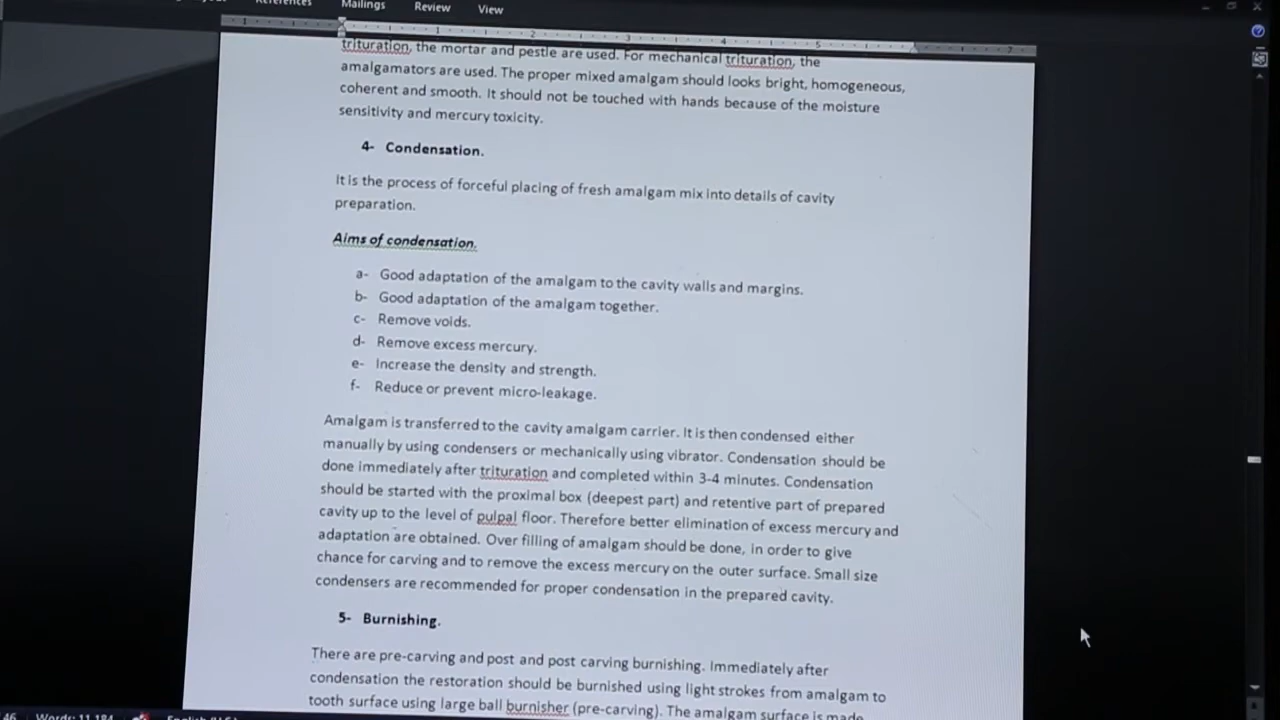 References Mailings Review View
trituration, the mortar and pestle are used. For mechanical trituration, the
amalgamators are used. The proper mixed amalgam should looks bright, homogeneous,
coherent and smooth. It should not be touched with hands because of the moisture
sensitivity and mercury toxicity.
4- Condensation.
It is the process of forceful placing of fresh amalgam mix into details of cavity
preparation.
Aims of condensation.
a- Good adaptation of the amalgam to the cavity walls and margins.
b- Good adaptation of the amalgam together.
c- Remove voids.
d- Remove excess mercury.
e- Increase the density and strength.
f- Reduce or prevent micro-leakage.
Amalgam is transferred to the cavity amalgam carrier. It is then condensed either
manually by using condensers or mechanically using vibrator. Condensation should be
done immediately after trituration and completed within 3-4 minutes. Condensation
should be started with the proximal box (deepest part) and retentive part of prepared
cavity up to the level of pulpal floor. Therefore better elimination of excess mercury and
adaptation are obtained. Over filling of amalgam should be done, in order to give
chance for carving and to remove the excess mercury on the outer surface. Small size
condensers are recommended for proper condensation in the prepared cavity.
5- Burnishing.
There are pre-carving and post and post carving burnishing. Immediately after
condensation the restoration should be burnished using light strokes from amalgam to
tooth surface using large ball burnisher (pre-carving). The amalgam surface is made
46 Words: 11,184